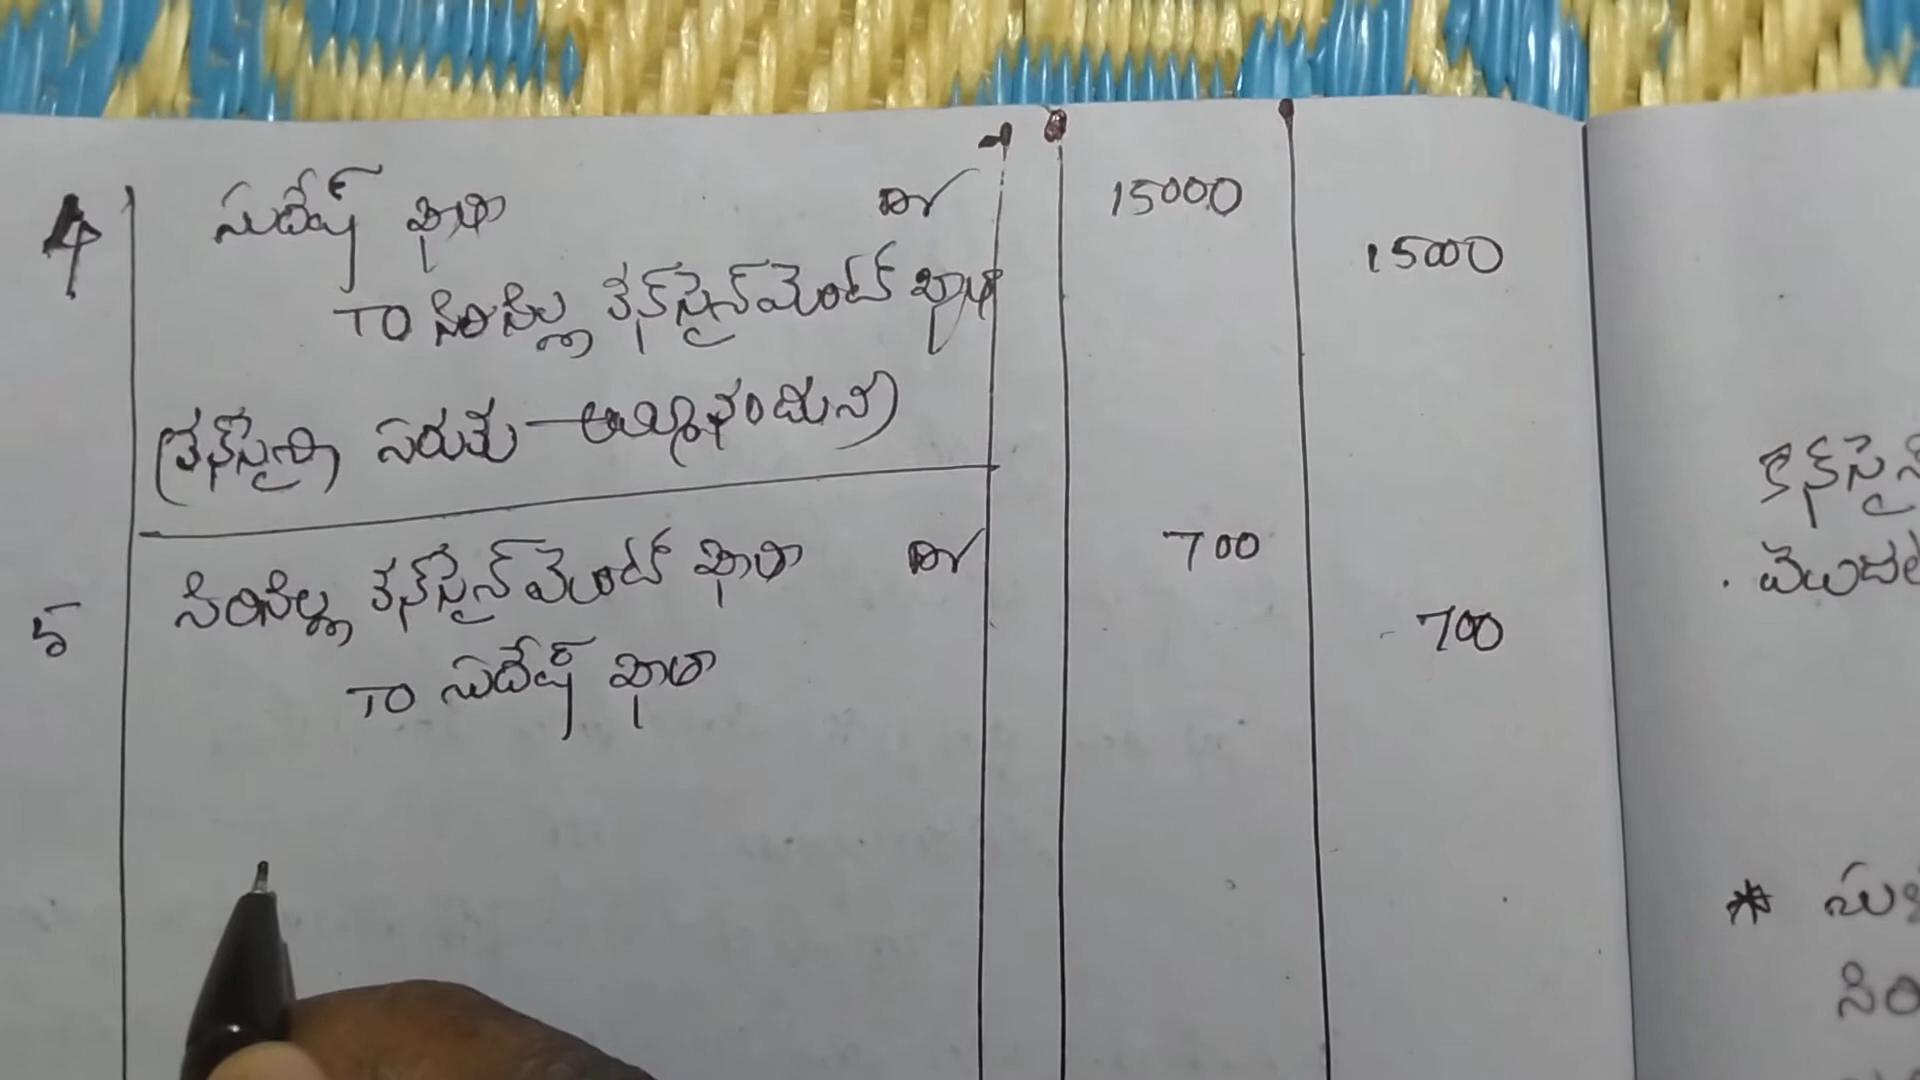 4 సుదేష్ ఖాతా Dr 15000
To సిరిసిల్ల కన్‌సైన్‌మెంట్ ఖాతా 15000
(కన్‌సైనీ సరుకు అమ్మినందున)
5 సిరిసిల్ల కన్‌సైన్‌మెంట్ ఖాతా Dr 700
To సుదేష్ ఖాతా 700
*